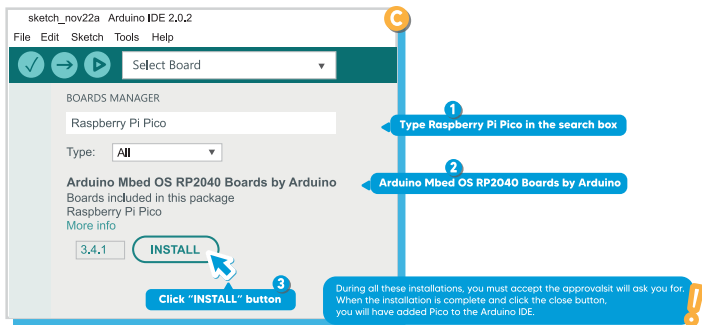 sketch_nov22a Arduino IDE 2.0.2
C
File Edit Sketch Tools Help
Select Board
BOARDS MANAGER
Raspberry Pi Pico
1
Type Raspberry Pi Pico in the search box
Type: All
2
Arduino Mbed OS RP2040 Boards by Arduino
Arduino Mbed OS RP2040 Boards by Arduino
Boards included in this package
Raspberry Pi Pico
More info
3.4.1 INSTALL
3
Click "INSTALL" button
During all these installations, you must accept the approvalsit will ask you for.
When the installation is complete and click the close button,
you will have added Pico to the Arduino IDE.
!